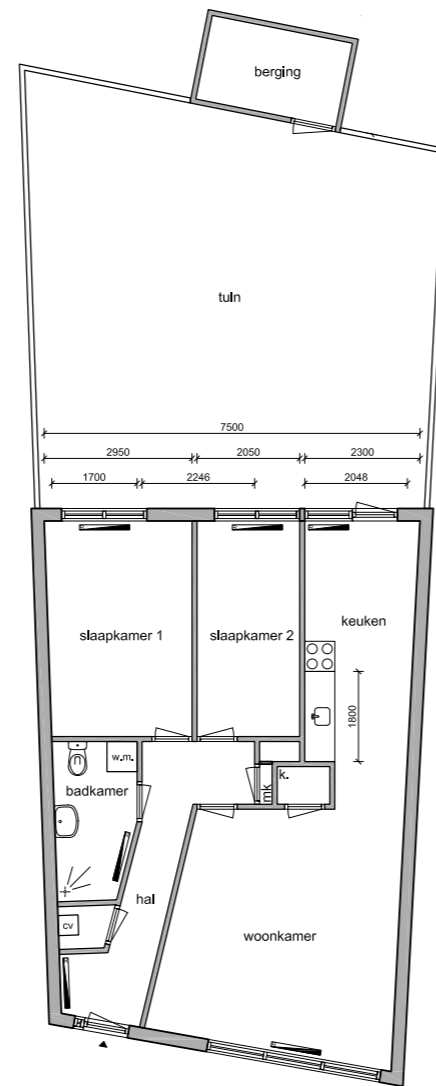 berging
tuin
7500
2950 2050 2300
1700 2246 2048
keuken
slaapkamer 1 slaapkamer 2
1800
w.m.
k.
mk
badkamer
hal
cv
woonkamer